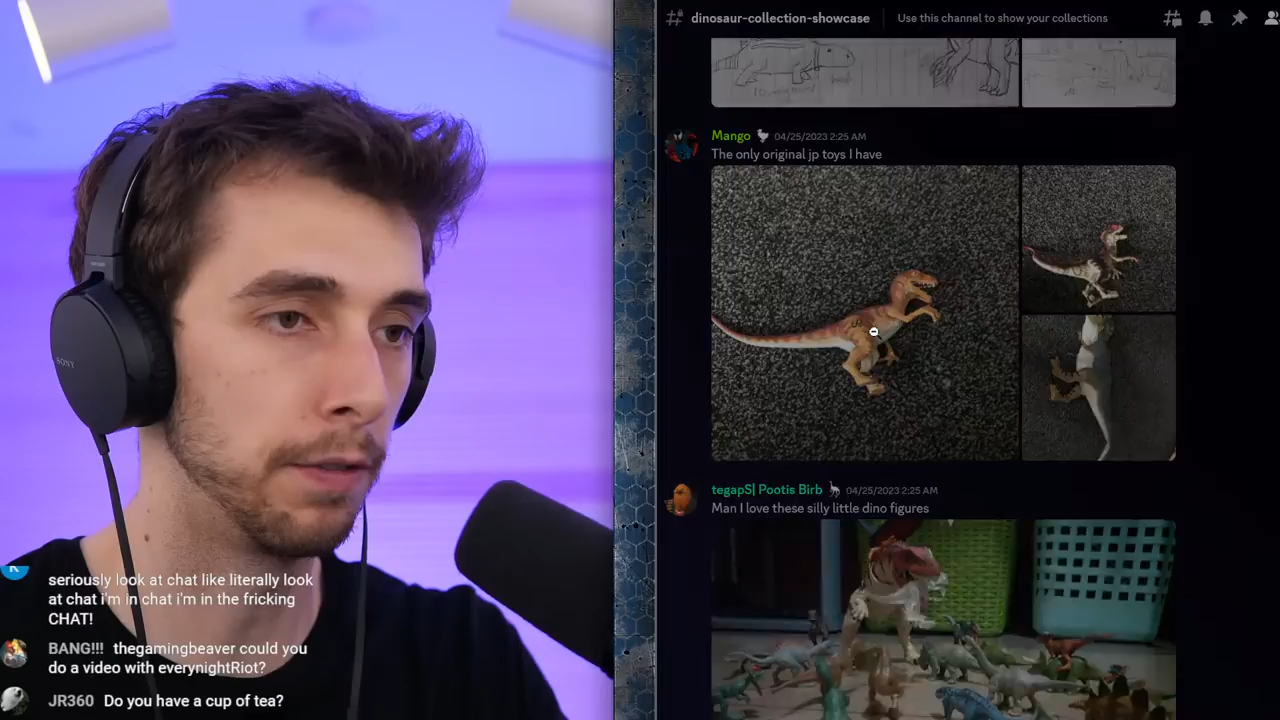 dinosaur-collection-showcase
Use this channel to show your collections
Mango 04/25/2023 2:25 AM
The only original jp toys I have
tegapS| Pootis Birb 04/25/2023 2:25 AM
Man I love these silly little dino figures
SONY
K
seriously look at chat like literally look
at chat i'm in chat i'm in the fricking
CHAT!
BANG!!! thegamingbeaver could you
do a video with everynightRiot?
JR360 Do you have a cup of tea?